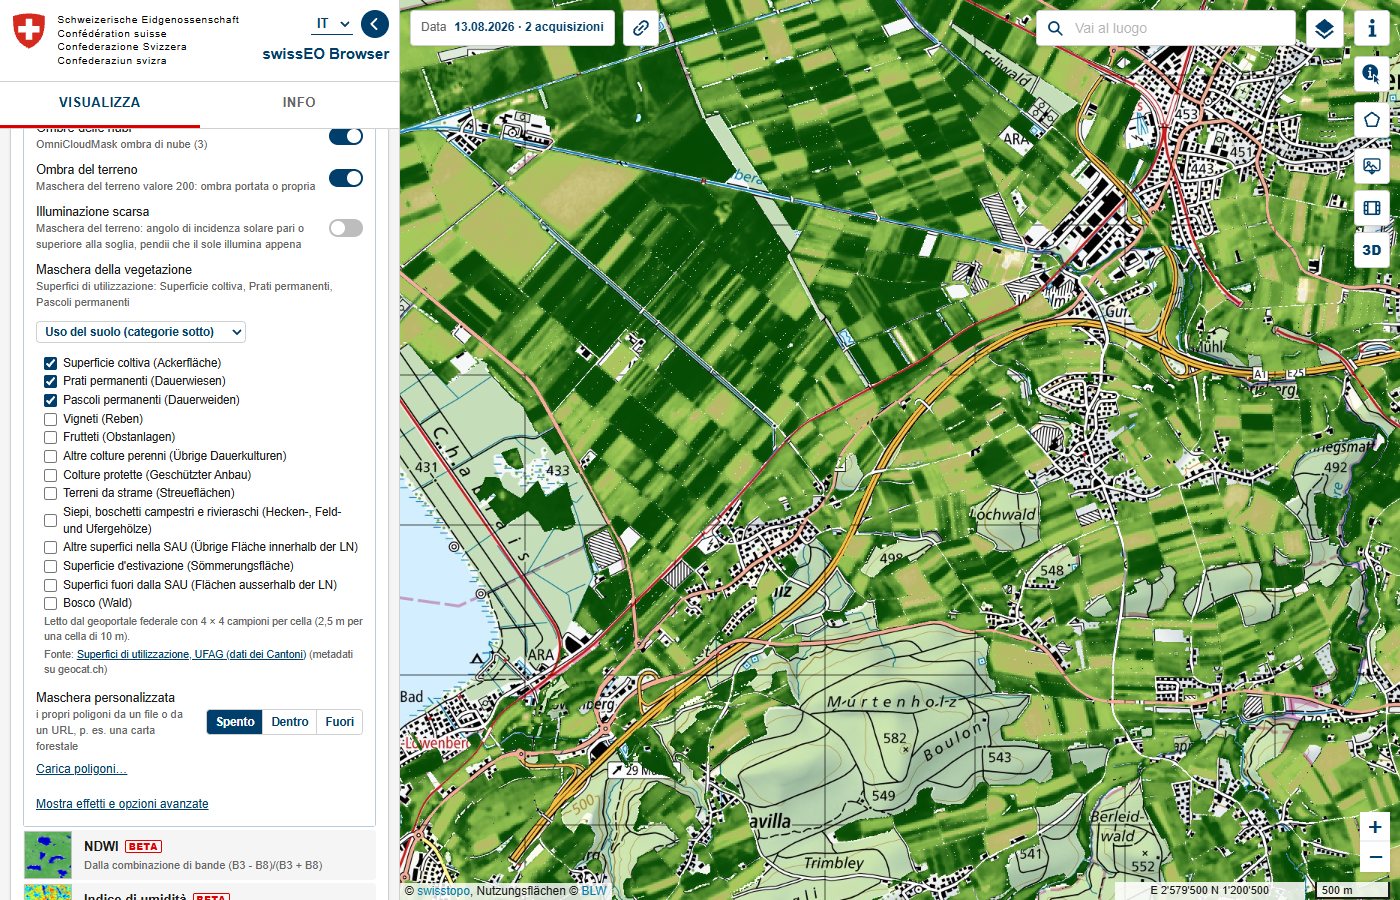 Schweizerische Eidgenossenschaft
Confédération suisse
Confederazione Svizzera
Confederaziun svizra
IT
swissEO Browser
VISUALIZZA
INFO
OmniCloudMask ombra di nube (3)
Ombra del terreno
Maschera del terreno valore 200: ombra portata o propria
Illuminazione scarsa
Maschera del terreno: angolo di incidenza solare pari o
superiore alla soglia, pendii che il sole illumina appena
Maschera della vegetazione
Superfici di utilizzazione: Superficie coltiva, Prati permanenti,
Pascoli permanenti
Uso del suolo (categorie sotto)
Superficie coltiva (Ackerfläche)
Prati permanenti (Dauerwiesen)
Pascoli permanenti (Dauerweiden)
Vigneti (Reben)
Frutteti (Obstanlagen)
Altre colture perenni (Übrige Dauerkulturen)
Colture protette (Geschützter Anbau)
Terreni da strame (Streueflächen)
Siepi, boschetti campestri e rivieraschi (Hecken-, Feld-
und Ufergehölze)
Altre superfici nella SAU (Übrige Fläche innerhalb der LN)
Superficie d'estivazione (Sömmerungsfläche)
Superfici fuori dalla SAU (Flächen ausserhalb der LN)
Bosco (Wald)
Letto dal geoportale federale con 4 × 4 campioni per cella (2,5 m per
una cella di 10 m).
Fonte: Superfici di utilizzazione, UFAG (dati dei Cantoni) (metadati
su geocat.ch)
Maschera personalizzata
i propri poligoni da un file o da
un URL, p. es. una carta
forestale
Spento
Dentro
Fuori
Carica poligoni…
Mostra effetti e opzioni avanzate
NDWI BETA
Dalla combinazione di bande (B3 - B8)/(B3 + B8)
Indice di umidità BETA
Data 13.08.2026 · 2 acquisizioni
Vai al luogo
3D
ARA
453
451
443
Gur.
A1
E25
492
431
433
Ch.a.l.a.i.s
Lochwald
498
548
ARA
Bad
Löwenberg
Murtenholz
582
Boulon
543
549
29 M
500
Trimbley
Berleid-
wald
541
552
479
+
−
© swisstopo, Nutzungsflächen © BLW
E 2'579'500 N 1'200'500
500 m